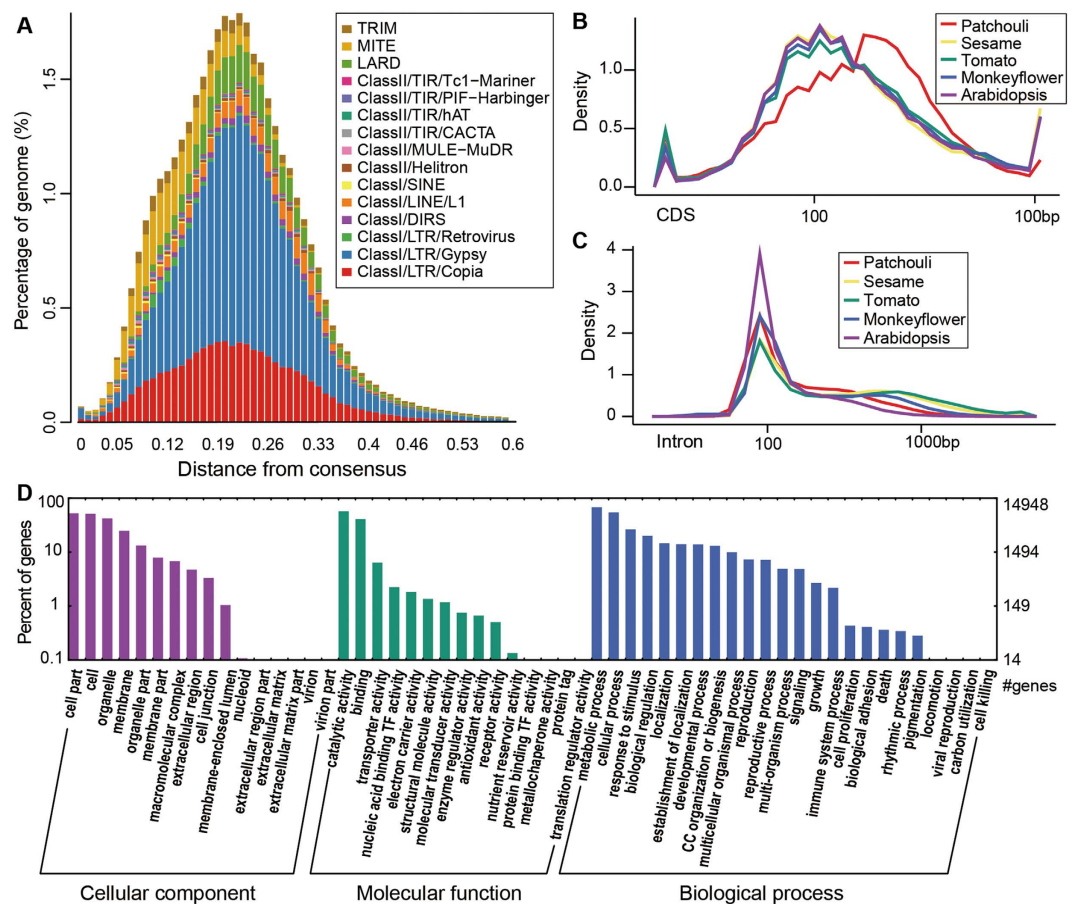 A
Percentage of genome (%)
1.5
1.0
0.5
0.0
0 0.05 0.12 0.19 0.26 0.33 0.4 0.46 0.53 0.6
Distance from consensus
TRIM
MITE
LARD
ClassII/TIR/Tc1−Mariner
ClassII/TIR/PIF−Harbinger
ClassII/TIR/hAT
ClassII/TIR/CACTA
ClassII/MULE−MuDR
ClassII/Helitron
ClassI/SINE
ClassI/LINE/L1
ClassI/DIRS
ClassI/LTR/Retrovirus
ClassI/LTR/Gypsy
ClassI/LTR/Copia
B
Density
1.0
0.5
0.0
CDS 100 100bp
Patchouli
Sesame
Tomato
Monkeyflower
Arabidopsis
C
Density
4
3
2
1
0
Intron 100 1000bp
Patchouli
Sesame
Tomato
Monkeyflower
Arabidopsis
D
Percent of genes
100
10
1
0.1
14948
1494
149
14
#genes
cell part
cell
organelle
membrane
organelle part
membrane part
macromolecular complex
extracellular region
cell junction
membrane-enclosed lumen
nucleoid
extracellular region part
extracellular matrix
extracellular matrix part
virion
virion part
catalytic activity
binding
transporter activity
nucleic acid binding TF activity
electron carrier activity
structural molecule activity
molecular transducer activity
enzyme regulator activity
antioxidant activity
receptor activity
nutrient reservoir activity
protein binding TF activity
metallochaperone activity
protein tag
translation regulator activity
metabolic process
cellular process
response to stimulus
biological regulation
localization
establishment of localization
developmental process
CC organization or biogenesis
multicellular organismal process
reproduction
reproductive process
multi-organism process
signaling
growth
immune system process
cell proliferation
biological adhesion
death
rhythmic process
pigmentation
locomotion
viral reproduction
carbon utilization
cell killing
Cellular component
Molecular function
Biological process